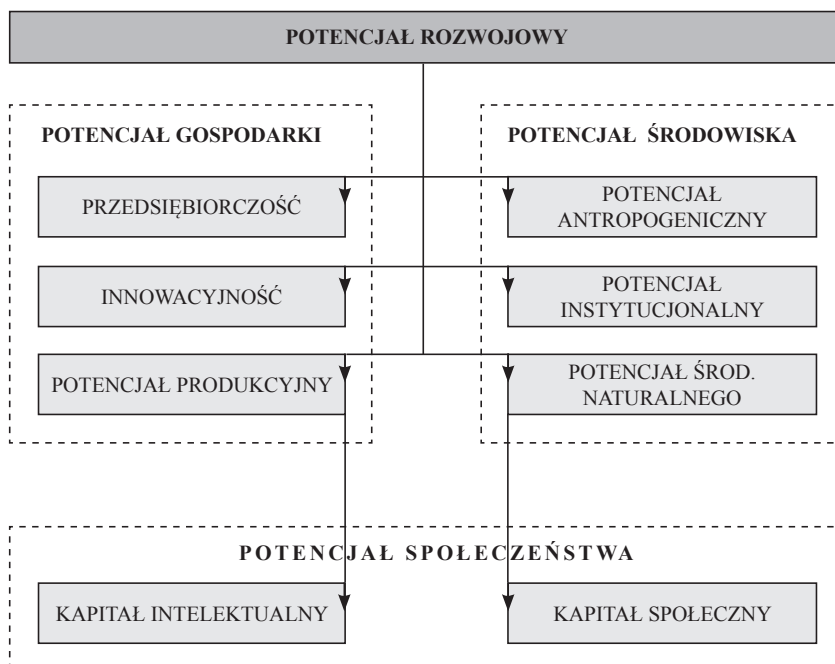 POTENCJAŁ ROZWOJOWY
POTENCJAŁ GOSPODARKI
PRZEDSIĘBIORCZOŚĆ
INNOWACYJNOŚĆ
POTENCJAŁ PRODUKCYJNY
POTENCJAŁ ŚRODOWISKA
POTENCJAŁ
ANTROPOGENICZNY
POTENCJAŁ
INSTYTUCJONALNY
POTENCJAŁ ŚROD.
NATURALNEGO
POTENCJAŁ SPOŁECZEŃSTWA
KAPITAŁ INTELEKTUALNY
KAPITAŁ SPOŁECZNY